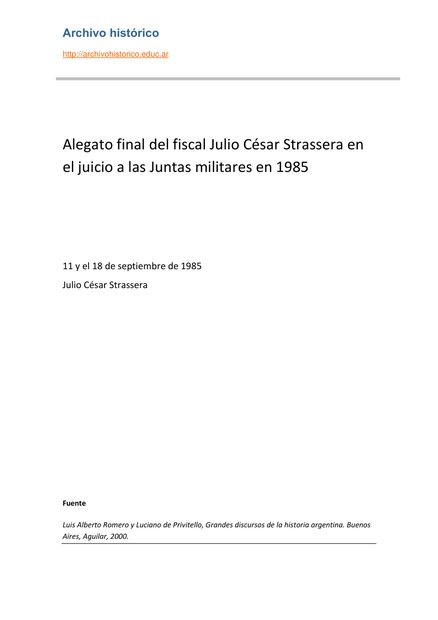 Archivo histórico
http://archivohistorico.educ.ar
Alegato final del fiscal Julio César Strassera en
el juicio a las Juntas militares en 1985
11 y el 18 de septiembre de 1985
Julio César Strassera
Fuente
Luis Alberto Romero y Luciano de Privitello, Grandes discursos de la historia argentina. Buenos
Aires, Aguilar, 2000.